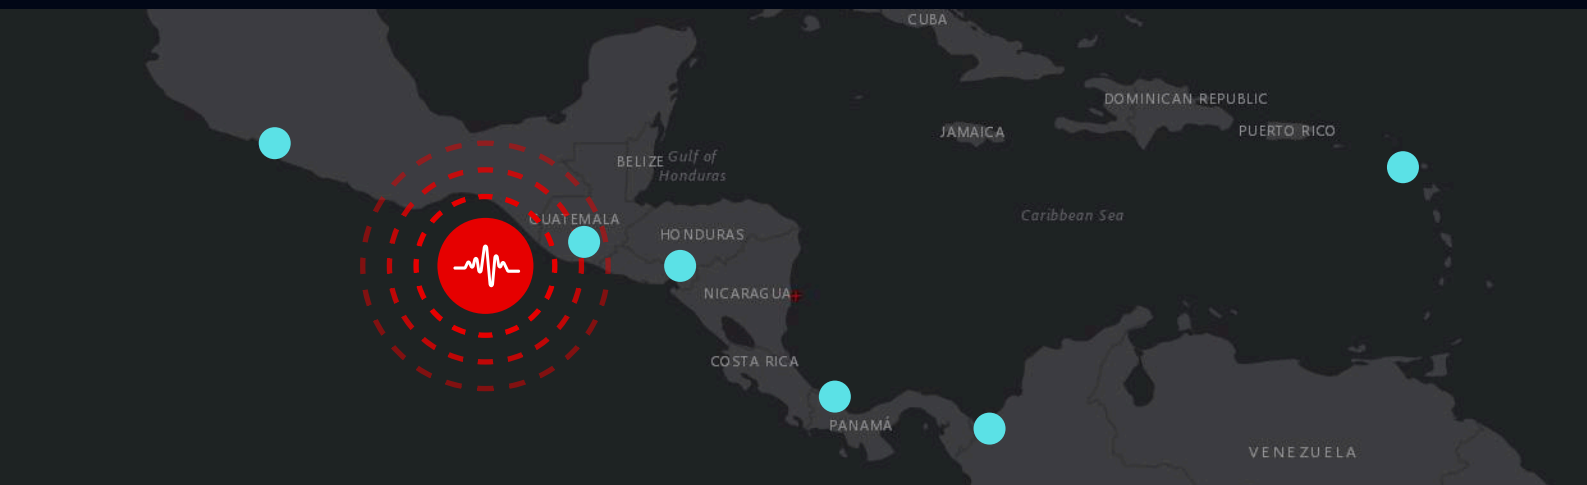 CUBA
DOMINICAN REPUBLIC
PUERTO RICO
JAMAICA
BELIZE
Gulf of
Honduras
GUATEMALA
Caribbean Sea
HONDURAS
NICARAGUA
COSTA RICA
PANAMÁ
VENEZUELA